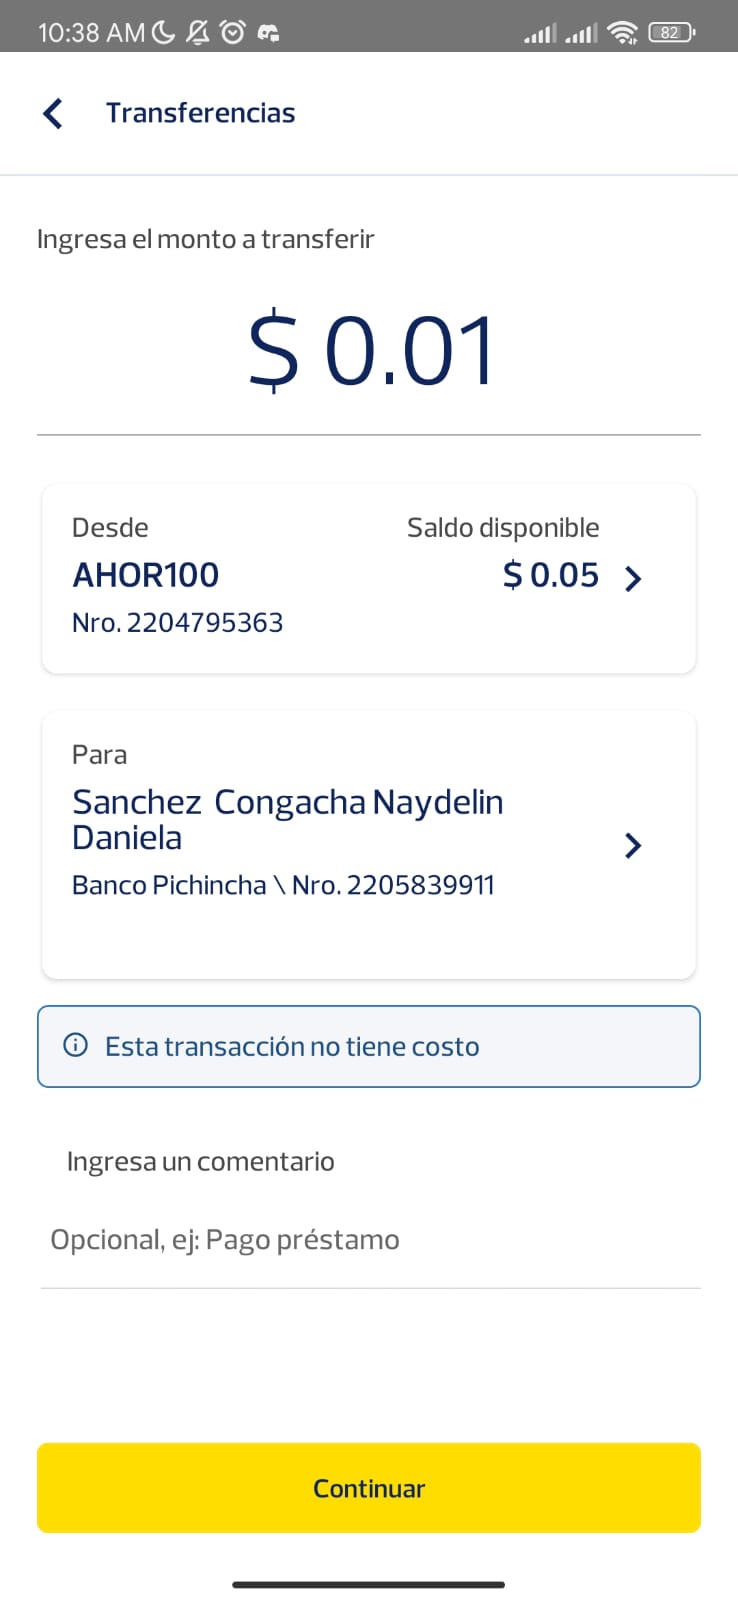 10:38 AM
82
Transferencias
Ingresa el monto a transferir
$ 0.01
Desde
Saldo disponible
AHOR100
$ 0.05
Nro. 2204795363
Para
Sanchez Congacha Naydelin
Daniela
Banco Pichincha \ Nro. 2205839911
Esta transacción no tiene costo
Ingresa un comentario
Opcional, ej: Pago préstamo
Continuar